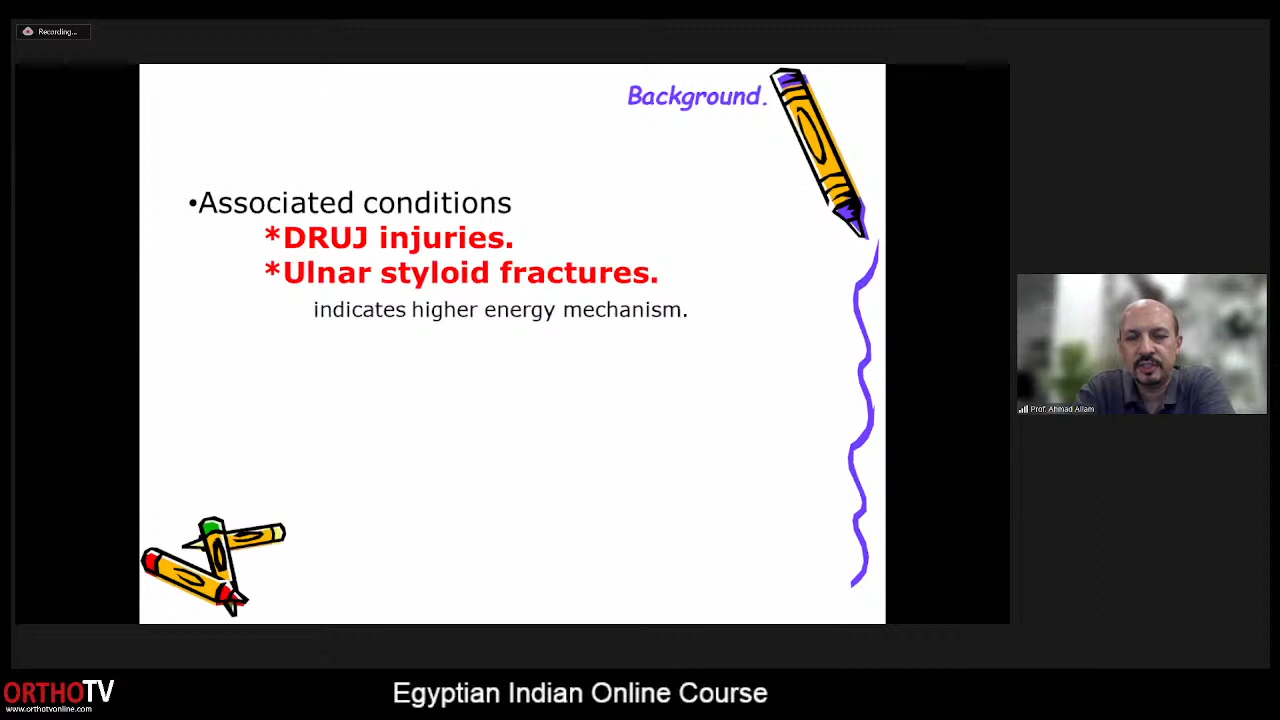 Recording...
Background.
•Associated conditions
*DRUJ injuries.
*Ulnar styloid fractures.
indicates higher energy mechanism.
Prof. Ahmad Allam
ORTHOTV
www.orthotvonline.com
Egyptian Indian Online Course